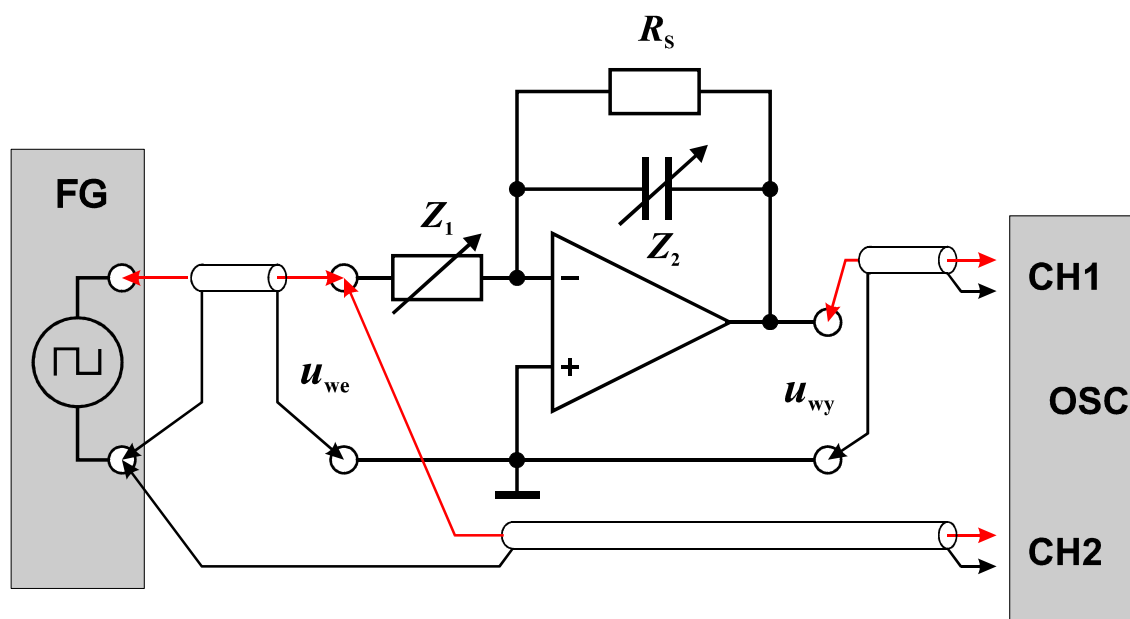 R_S
FG
Z_1
Z_2
−
+
u_we
u_wy
CH1
OSC
CH2